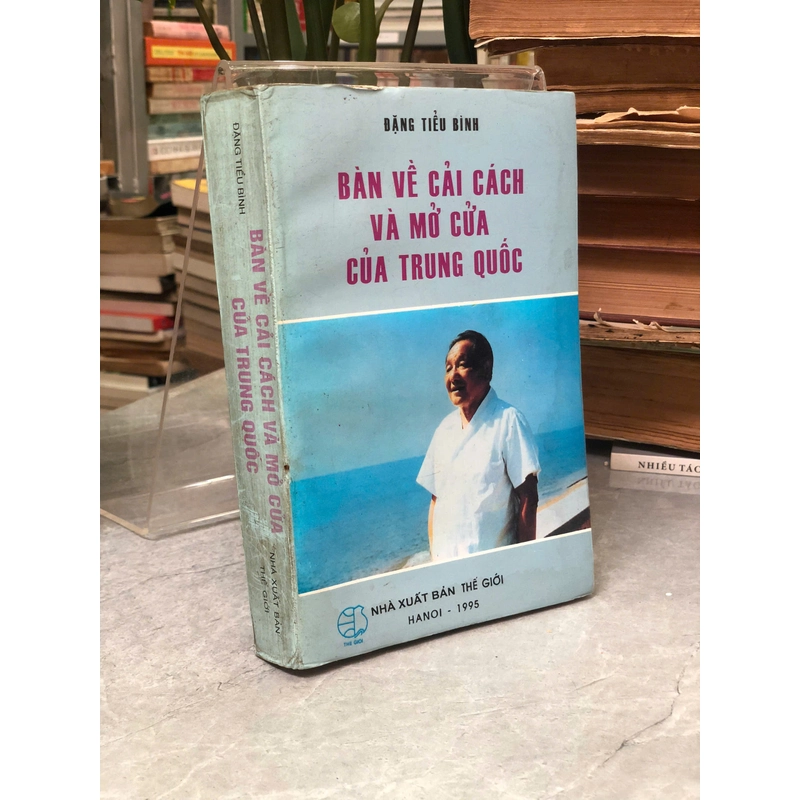 ĐẶNG TIỂU BÌNH
BÀN VỀ CẢI CÁCH
VÀ MỞ CỬA
CỦA TRUNG QUỐC
THẾ GIỚI
NHÀ XUẤT BẢN THẾ GIỚI
HANOI - 1995
ĐẶNG TIỂU BÌNH
BÀN VỀ CẢI CÁCH VÀ MỞ CỬA
CỦA TRUNG QUỐC
NHÀ XUẤT BẢN
THẾ GIỚI
NHIỀU TÁC